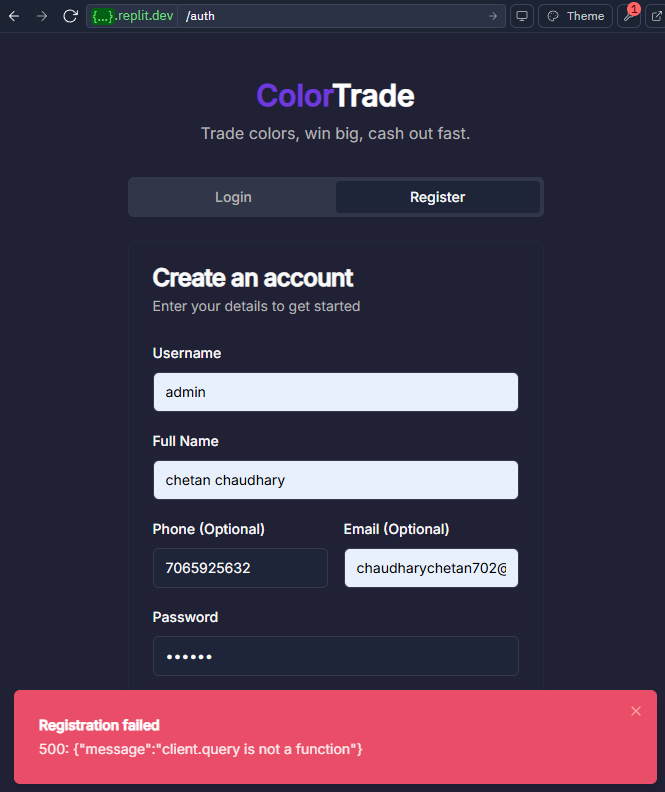 {...}.replit.dev /auth Theme 1
ColorTrade
Trade colors, win big, cash out fast.
Login Register
Create an account
Enter your details to get started
Username
admin
Full Name
chetan chaudhary
Phone (Optional) Email (Optional)
7065925632 chaudharychetan702@
Password
••••••
Registration failed
500: {"message":"client.query is not a function"}